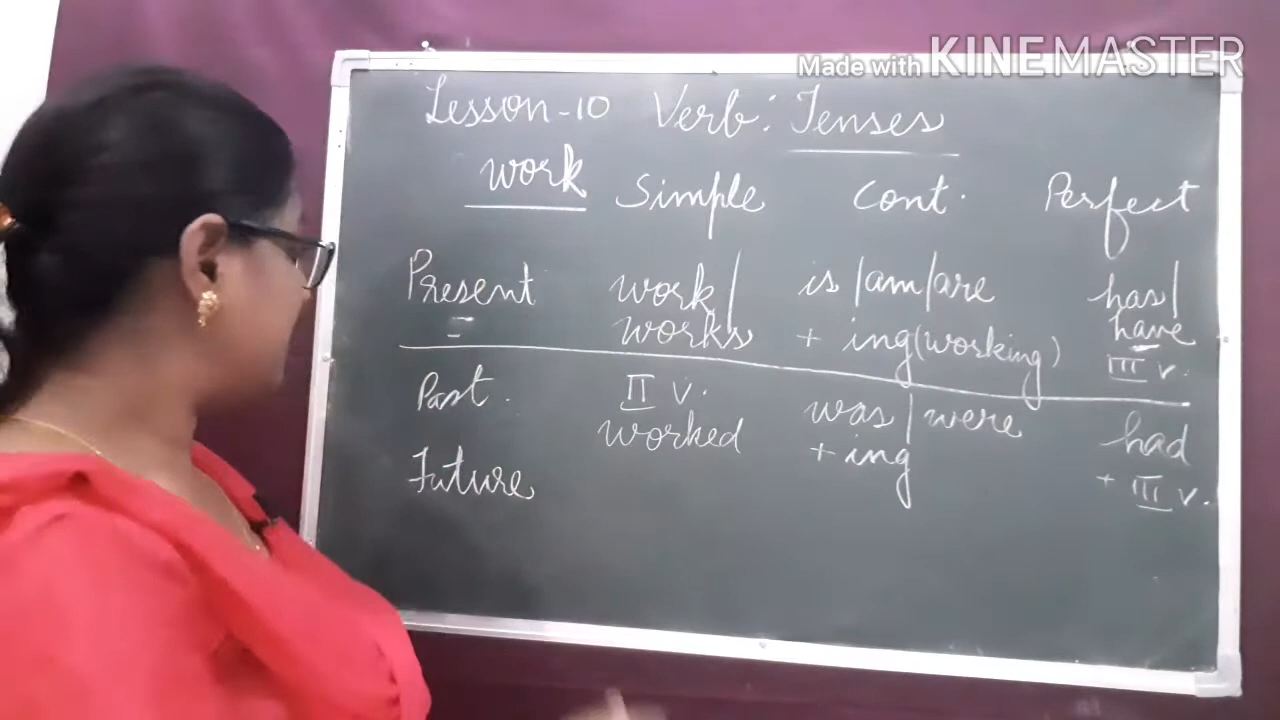 Made with KINEMASTER
Lesson-10 Verb: Tenses
work Simple Cont. Perfect
Present work/ is/am/are has/
works + ing(working) have
III v.
Past. II v. was/were had
worked + ing + III v.
Future